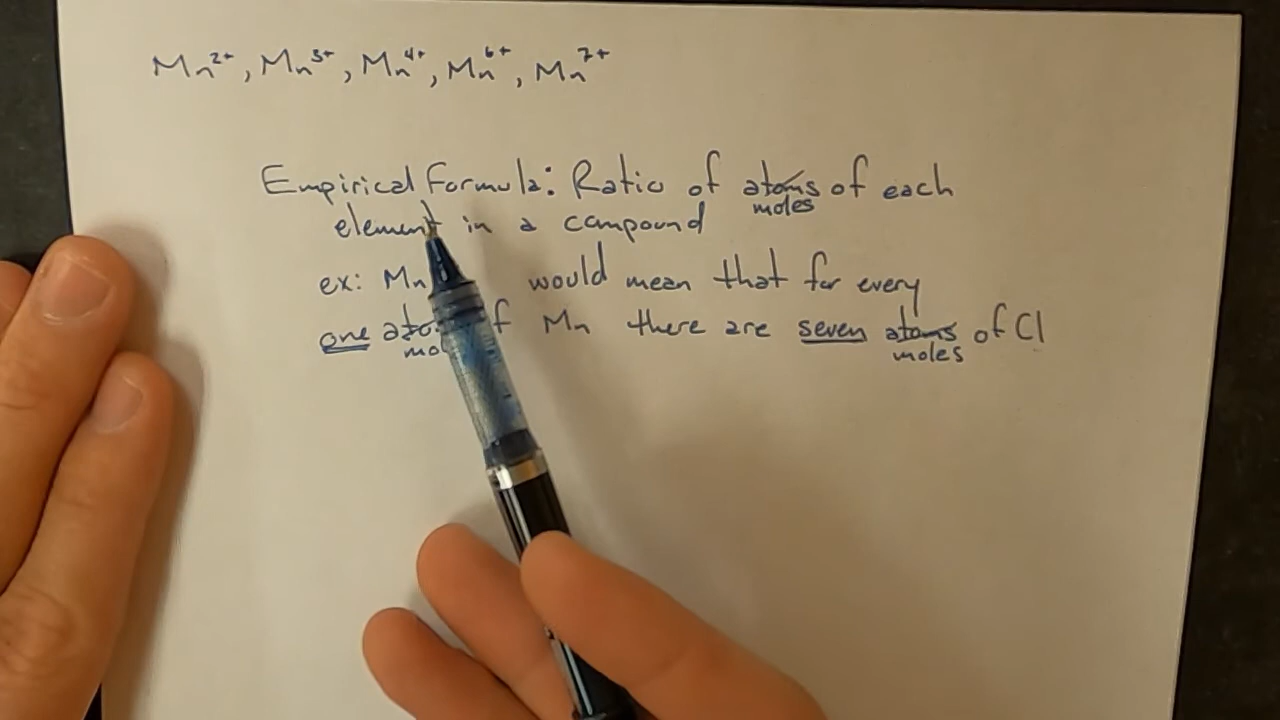 Mn²⁺, Mn³⁺, Mn⁴⁺, Mn⁶⁺, Mn⁷⁺
Empirical Formula: Ratio of atoms of each
moles
element in a compound
ex: Mn would mean that for every
one of Mn there are seven atoms of Cl
moles